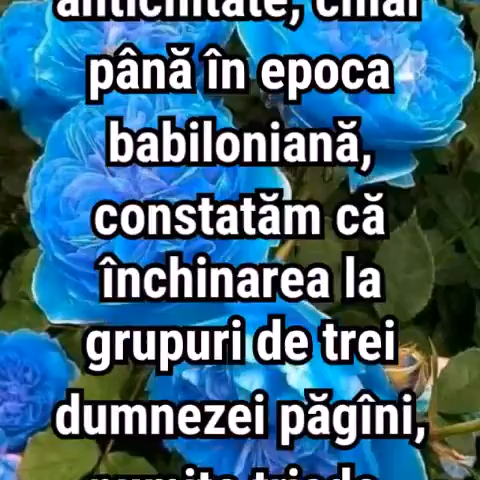 antichitate, chiar
până în epoca
babiloniană,
constatăm că
închinarea la
grupuri de trei
dumnezei păgîni,
numite triade